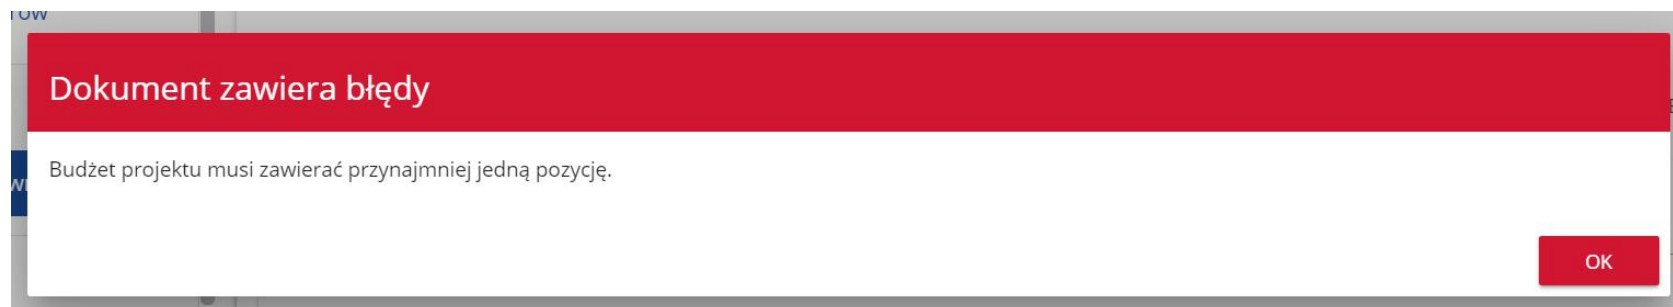 Dokument zawiera błędy
Budżet projektu musi zawierać przynajmniej jedną pozycję.
OK